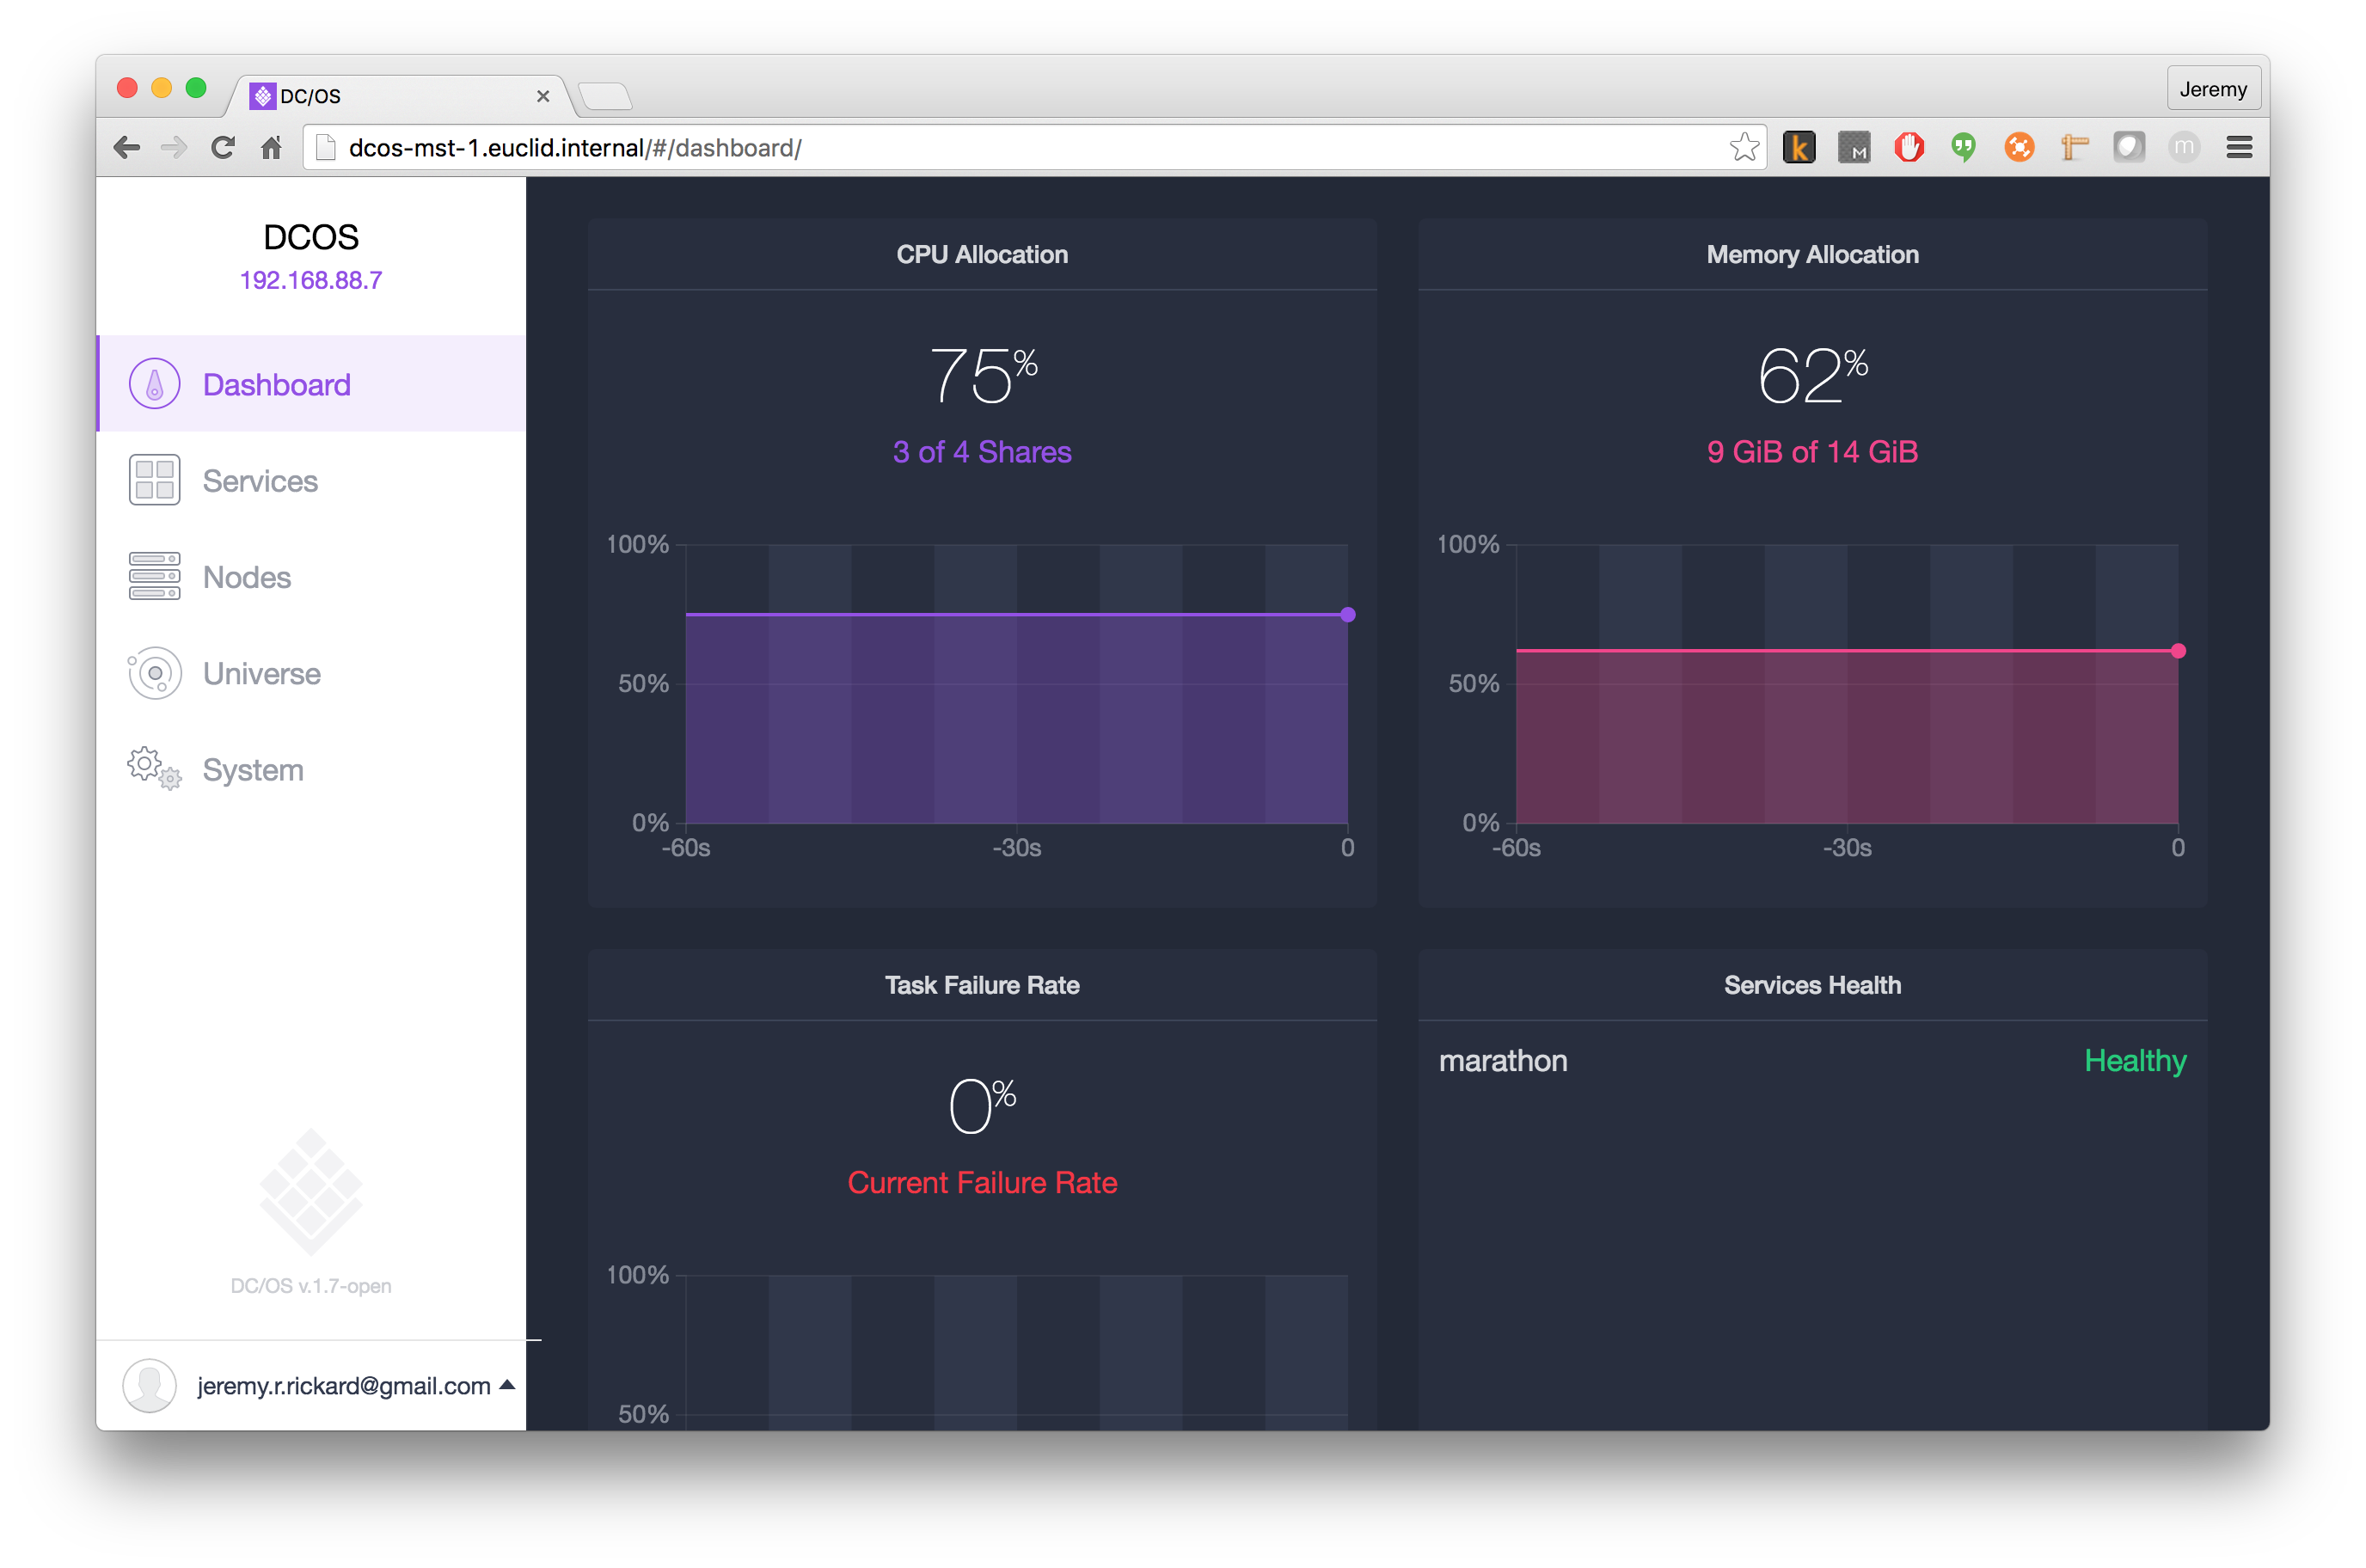 DC/OS
Jeremy
dcos-mst-1.euclid.internal/#/dashboard/
k
M
m
DCOS
192.168.88.7
Dashboard
Services
Nodes
Universe
System
DC/OS v.1.7-open
jeremy.r.rickard@gmail.com
CPU Allocation
75%
3 of 4 Shares
100%
50%
0%
-60s -30s 0
Memory Allocation
62%
9 GiB of 14 GiB
100%
50%
0%
-60s -30s 0
Task Failure Rate
0%
Current Failure Rate
100%
50%
Services Health
marathon Healthy